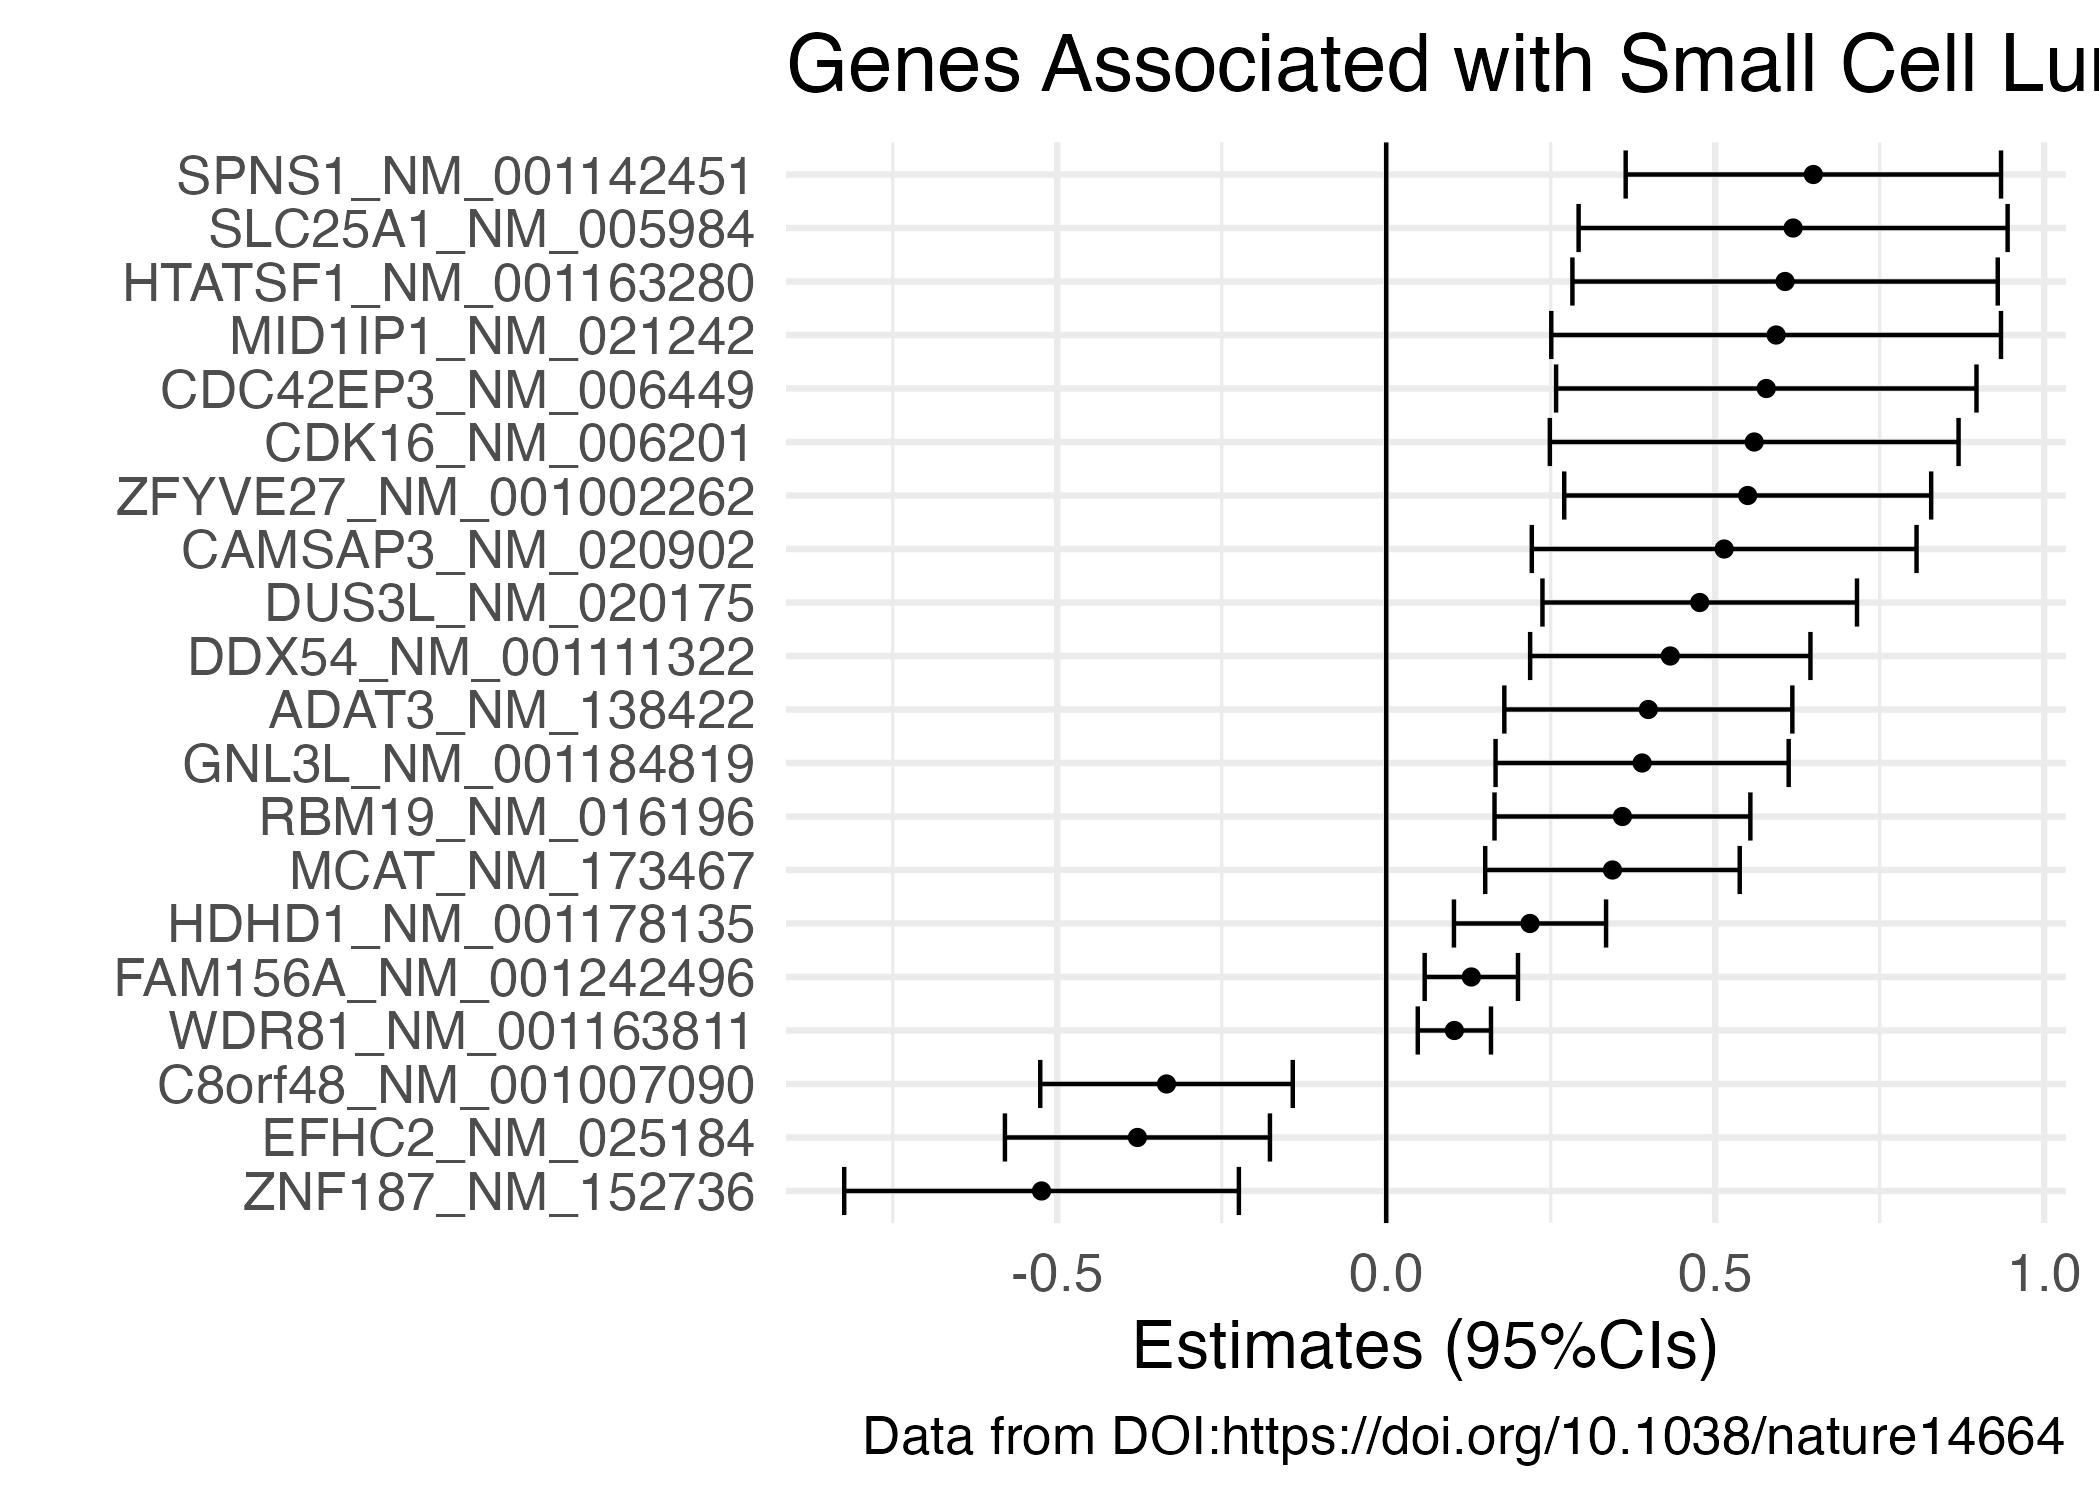 Genes Associated with Small Cell Lu
SPNS1_NM_001142451
SLC25A1_NM_005984
HTATSF1_NM_001163280
MID1IP1_NM_021242
CDC42EP3_NM_006449
CDK16_NM_006201
ZFYVE27_NM_001002262
CAMSAP3_NM_020902
DUS3L_NM_020175
DDX54_NM_001111322
ADAT3_NM_138422
GNL3L_NM_001184819
RBM19_NM_016196
MCAT_NM_173467
HDHD1_NM_001178135
FAM156A_NM_001242496
WDR81_NM_001163811
C8orf48_NM_001007090
EFHC2_NM_025184
ZNF187_NM_152736
-0.5 0.0 0.5 1.0
Estimates (95%CIs)
Data from DOI:https://doi.org/10.1038/nature14664